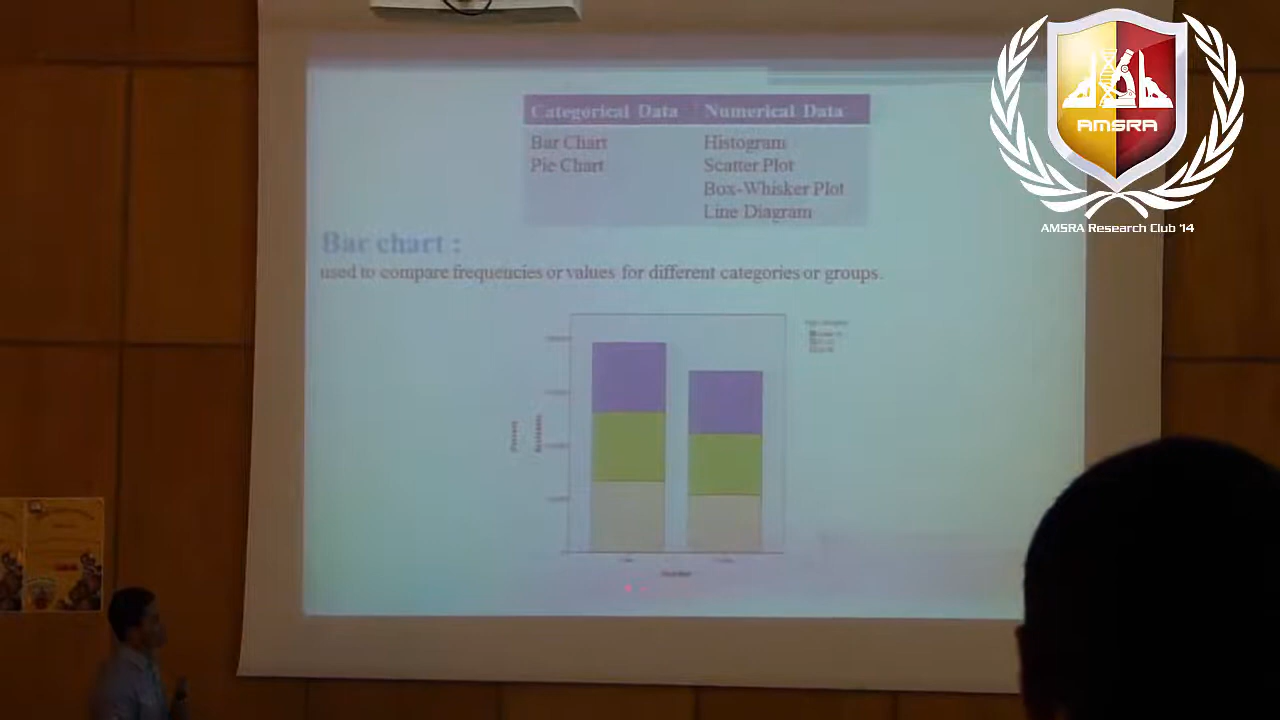 Categorical Data Numerical Data
Bar Chart Histogram
Pie Chart Scatter Plot
Box-Whisker Plot
Line Diagram
Bar chart :
used to compare frequencies or values for different categories or groups.
AMSRA
AMSRA Research Club '14